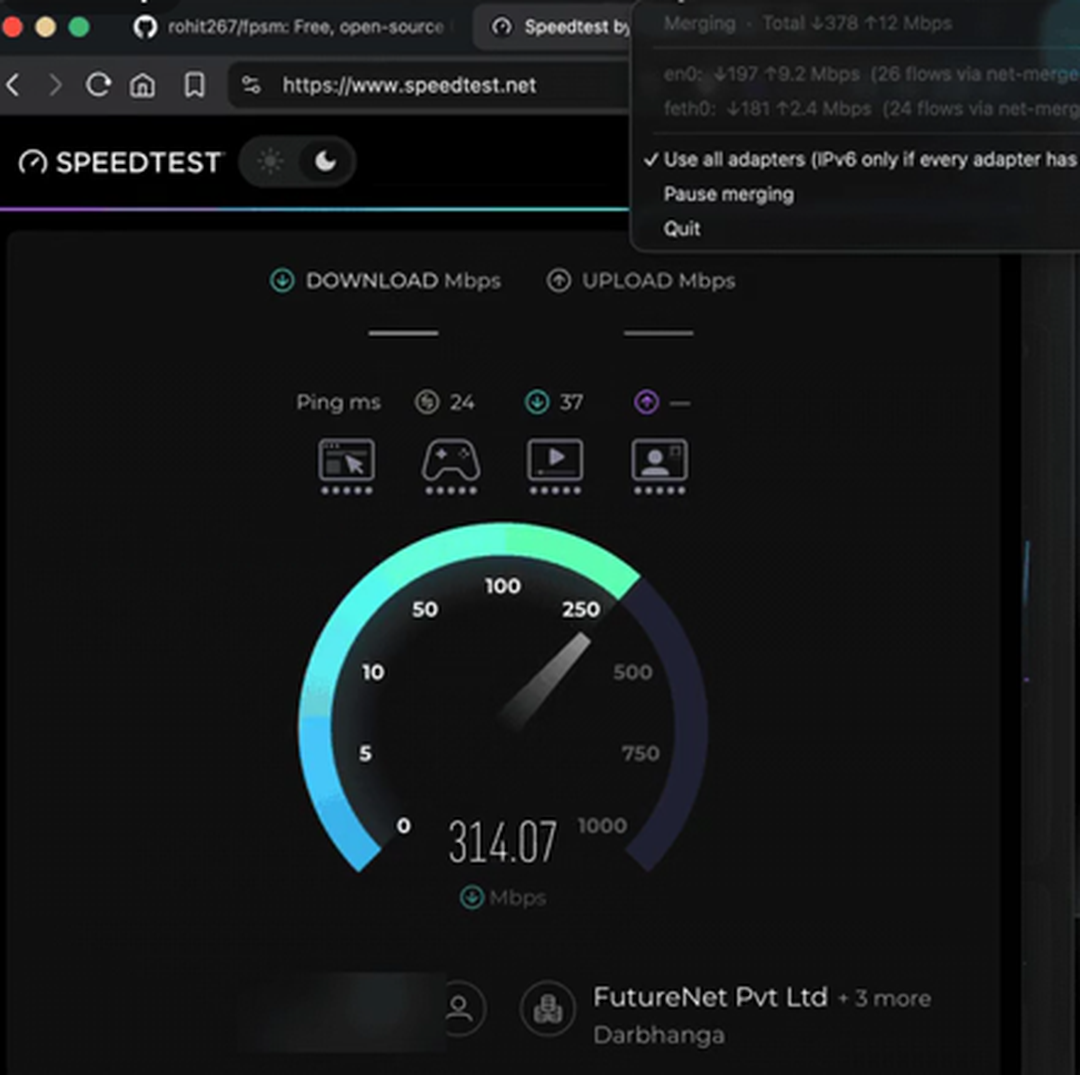 rohit267/fpsm: Free, open-source
Speedtest by
Merging · Total ↓378 ↑12 Mbps
https://www.speedtest.net
en0: ↓197 ↑9.2 Mbps (26 flows via net-merge
feth0: ↓181 ↑2.4 Mbps (24 flows via net-merg
✓ Use all adapters (IPv6 only if every adapter has
Pause merging
Quit
SPEEDTEST
DOWNLOAD Mbps UPLOAD Mbps
— —
Ping ms 24 37 —
100
50 250
10 500
5 750
0 314.07 1000
Mbps
FutureNet Pvt Ltd + 3 more
Darbhanga